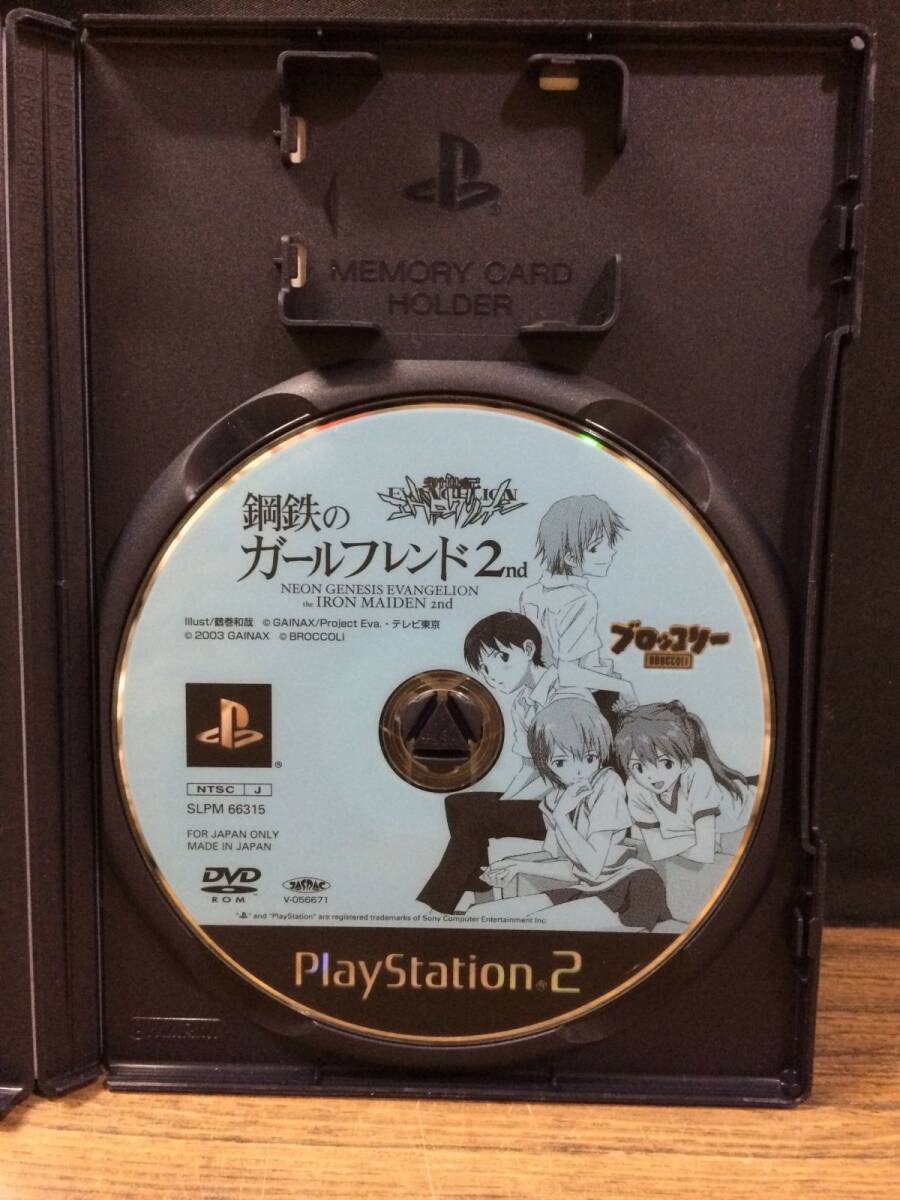 MEMORY CARD
HOLDER
新世紀
EVANGELION
エヴァンゲリオン
鋼鉄の
ガールフレンド2nd
NEON GENESIS EVANGELION
the IRON MAIDEN 2nd
Illust/鶴巻和哉 © GAINAX/Project Eva.・テレビ東京
© 2003 GAINAX © BROCCOLI
ブロッコリー
BROCCOLI
®
NTSC J
SLPM 66315
FOR JAPAN ONLY
MADE IN JAPAN
DVD
ROM
JASRAC
V-056671
" " and "PlayStation" are registered trademarks of Sony Computer Entertainment Inc.
PlayStation®2